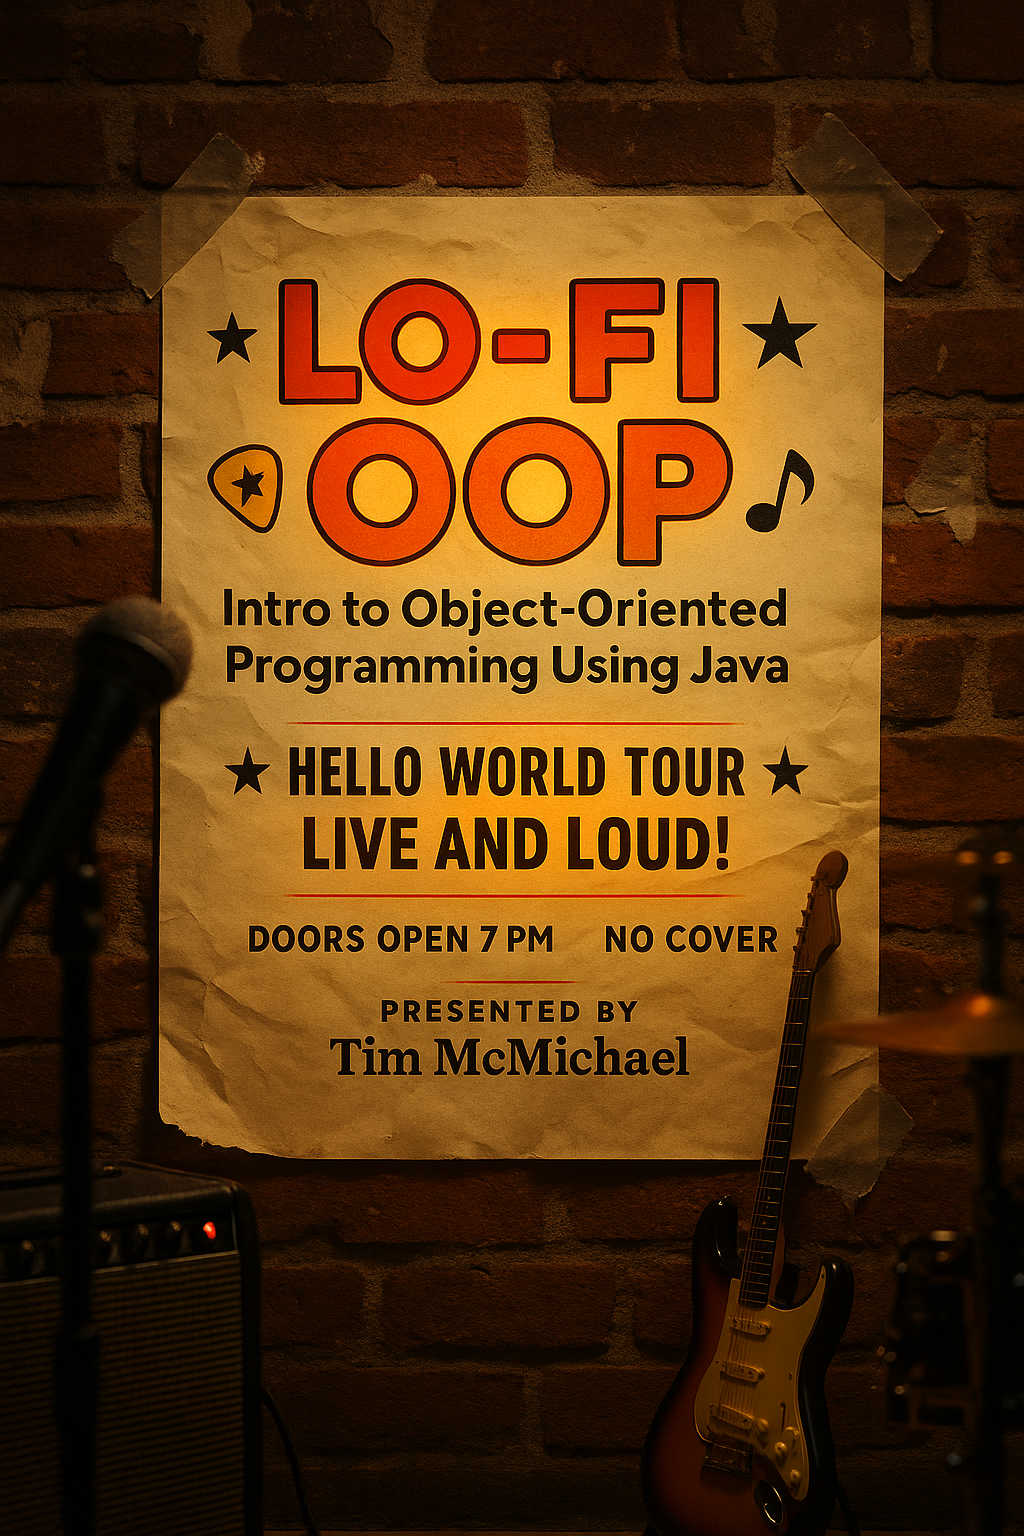 LO-FI
OOP
Intro to Object-Oriented
Programming Using Java
HELLO WORLD TOUR
LIVE AND LOUD!
DOORS OPEN 7 PM NO COVER
PRESENTED BY
Tim McMichael